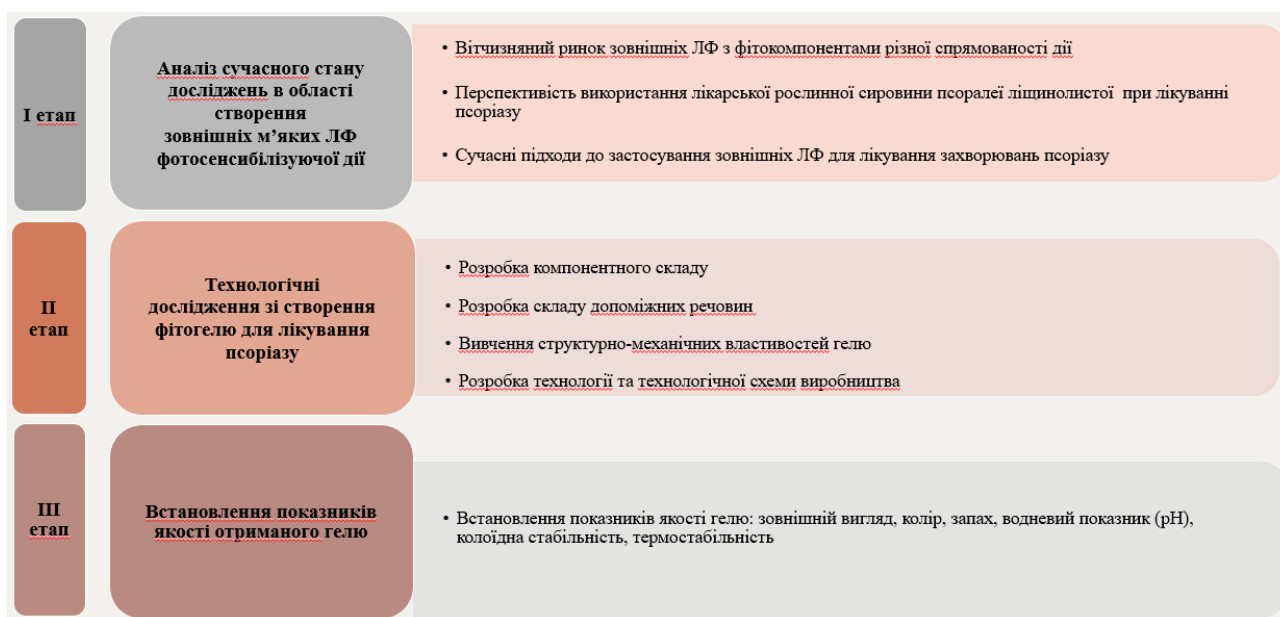 І етап
Аналіз сучасного стану
досліджень в області
створення
зовнішніх м’яких ЛФ
фотосенсибілізуючої дії
• Вітчизняний ринок зовнішніх ЛФ з фітокомпонентами різної спрямованості дії
• Перспективість використання лікарської рослинної сировини псоралеї ліщинолистої при лікуванні
псоріазу
• Сучасні підходи до застосування зовнішніх ЛФ для лікування захворювань псоріазу
ІІ
етап
Технологічні
дослідження зі створення
фітогелю для лікування
псоріазу
• Розробка компонентного складу
• Розробка складу допоміжних речовин
• Вивчення структурно-механічних властивостей гелю
• Розробка технології та технологічної схеми виробництва
ІІІ
етап
Встановлення показників
якості отриманого гелю
• Встановлення показників якості гелю: зовнішній вигляд, колір, запах, водневий показник (рН),
колоїдна стабільність, термостабільність